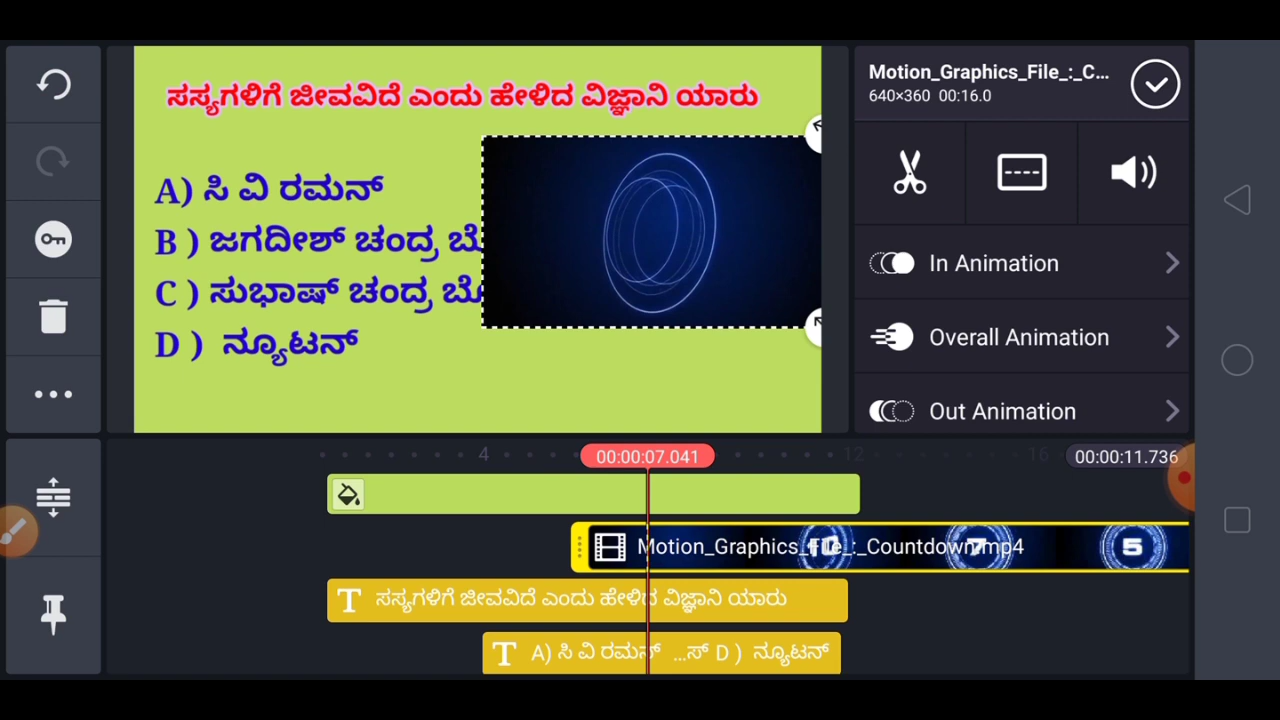 ಸಸ್ಯಗಳಿಗೆ ಜೀವವಿದೆ ಎಂದು ಹೇಳಿದ ವಿಜ್ಞಾನಿ ಯಾರು
A) ಸಿ ವಿ ರಮನ್
B ) ಜಗದೀಶ್ ಚಂದ್ರ
C ) ಸುಭಾಷ್ ಚಂದ್ರ
D ) ನ್ಯೂಟನ್
Motion_Graphics_File_:_C...
640×360 00:16.0
In Animation
Overall Animation
Out Animation
4
00:00:07.041
12
16
00:00:11.736
Motion_Graphics_File_:_Countdown.mp4
7
5
T ಸಸ್ಯಗಳಿಗೆ ಜೀವವಿದೆ ಎಂದು ಹೇಳಿದ ವಿಜ್ಞಾನಿ ಯಾರು
T A) ಸಿ ವಿ ರಮನ್ ...ಸ್ D ) ನ್ಯೂಟನ್